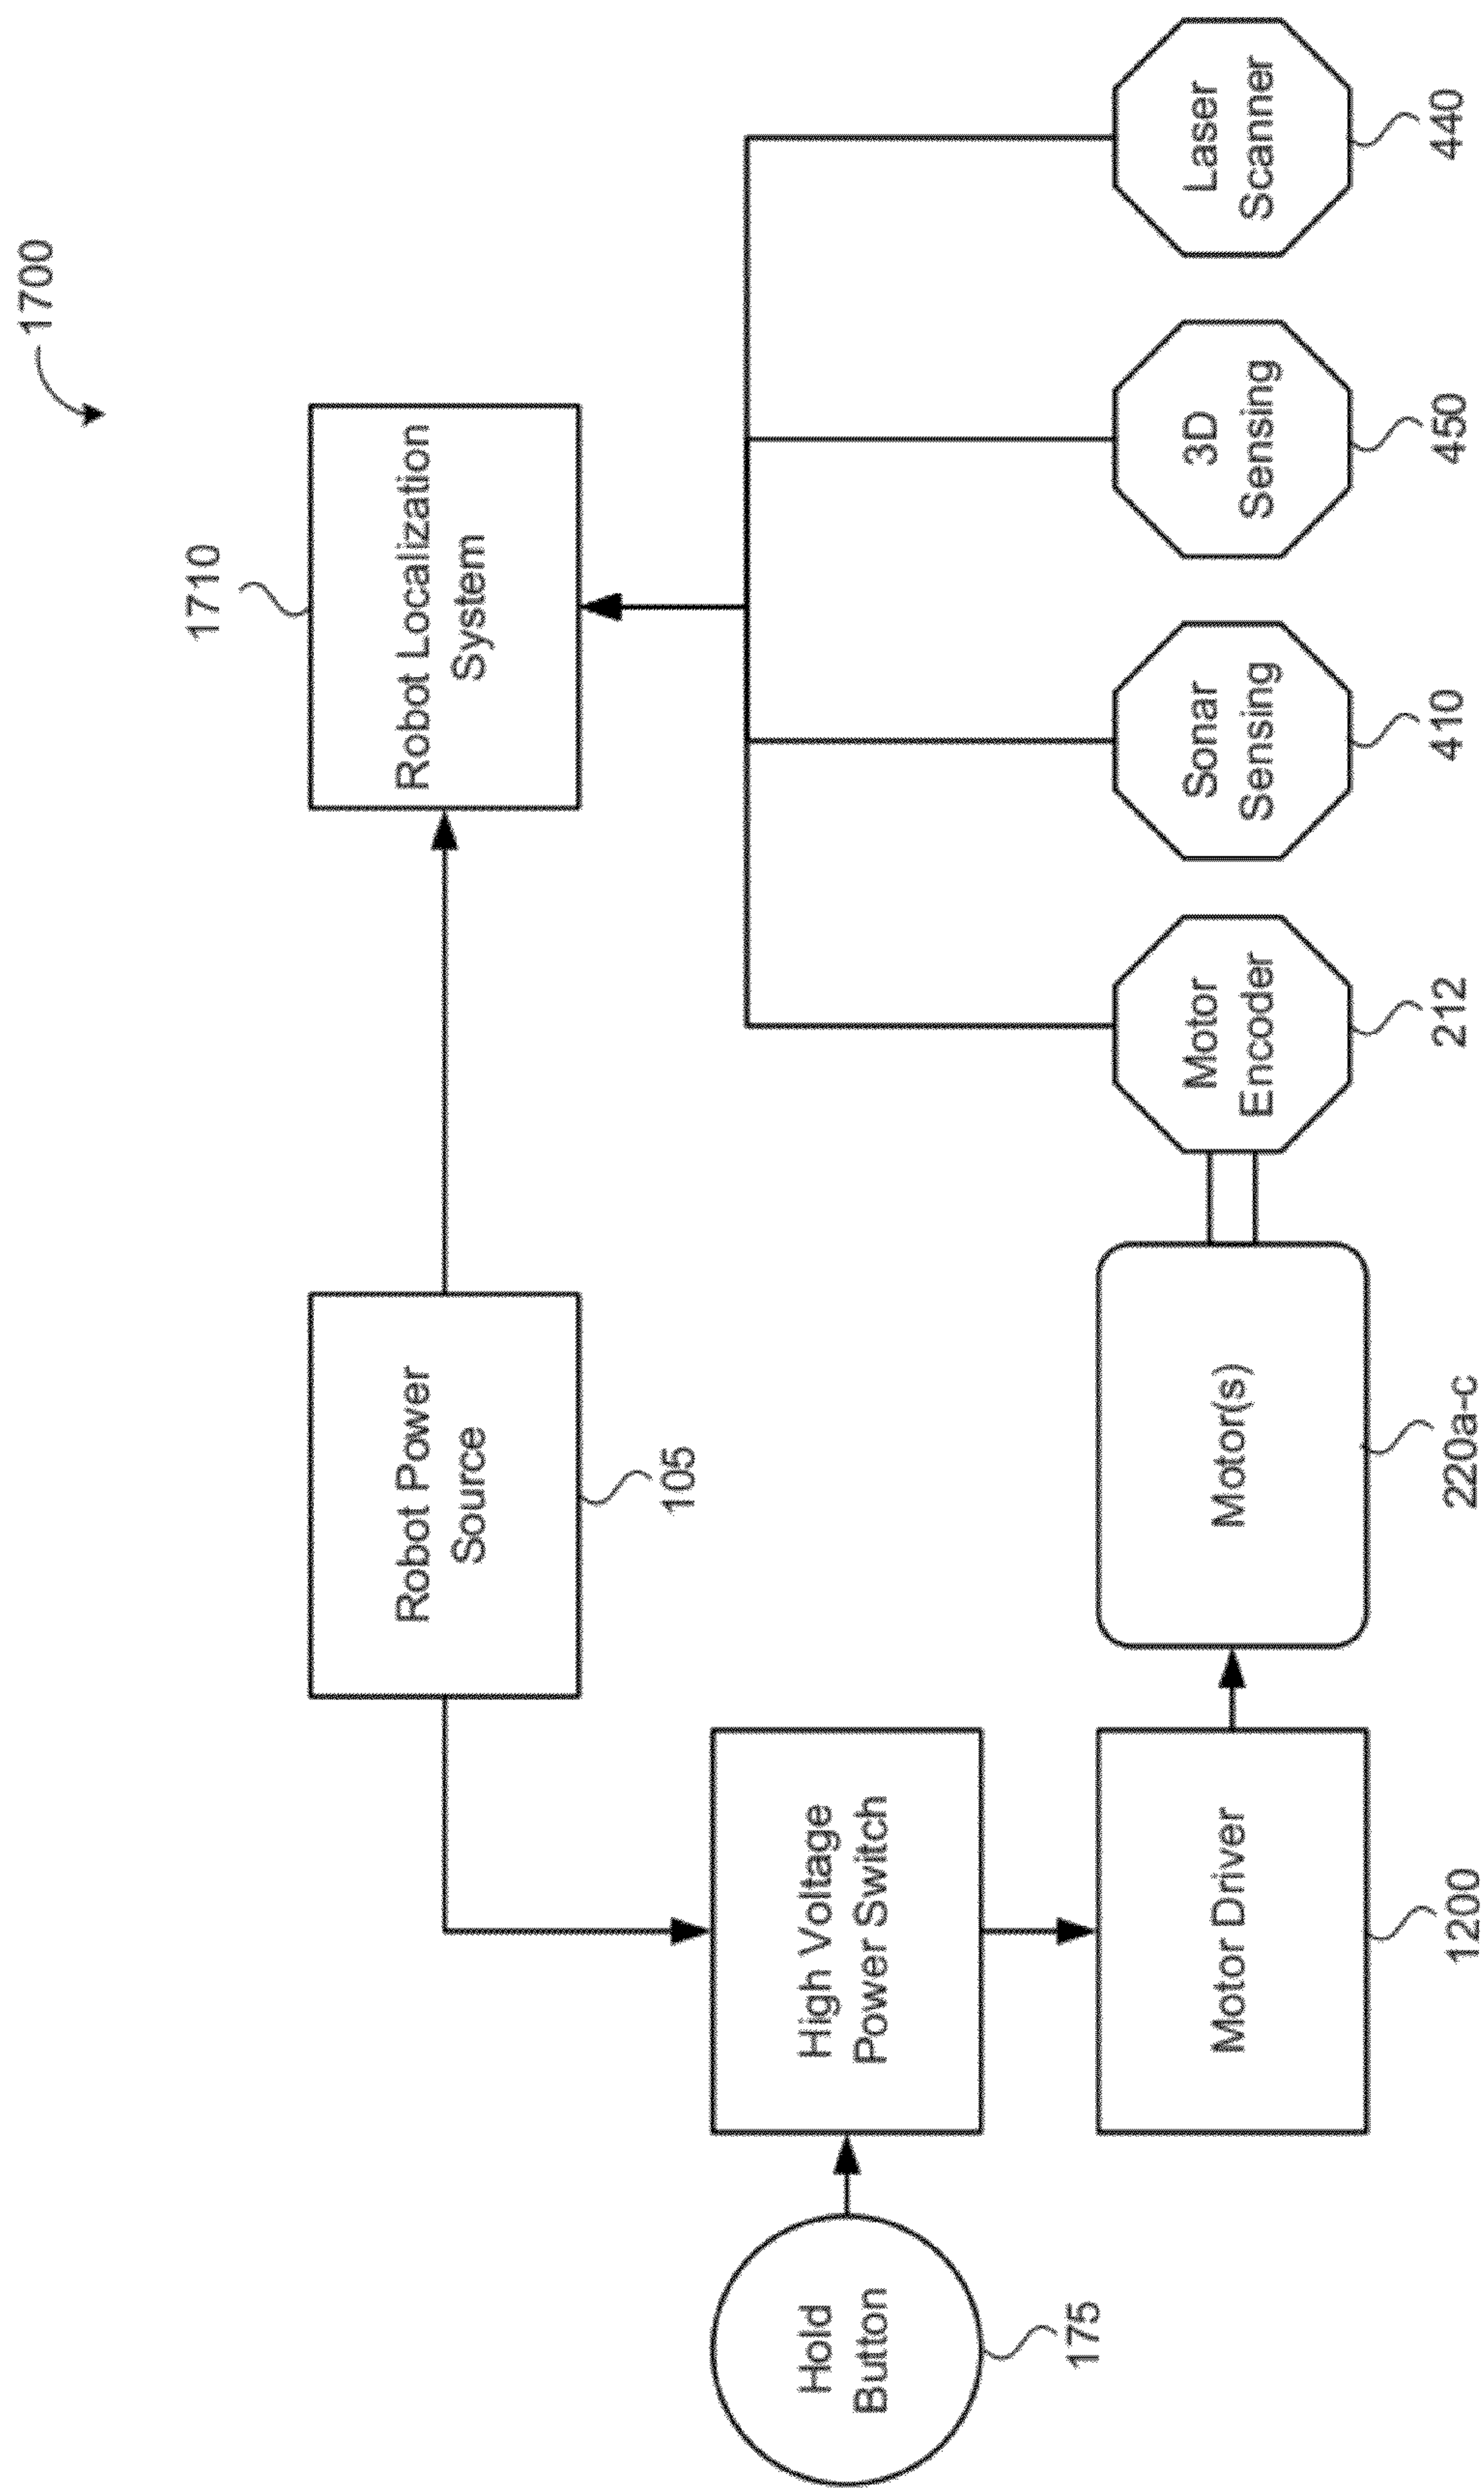 1700
1710
Robot Localization
System
Robot Power
Source
105
High Voltage
Power Switch
Hold
Button
175
Motor Driver
1200
Motor(s)
220a-c
Motor
Encoder
212
Sonar
Sensing
410
3D
Sensing
450
Laser
Scanner
440